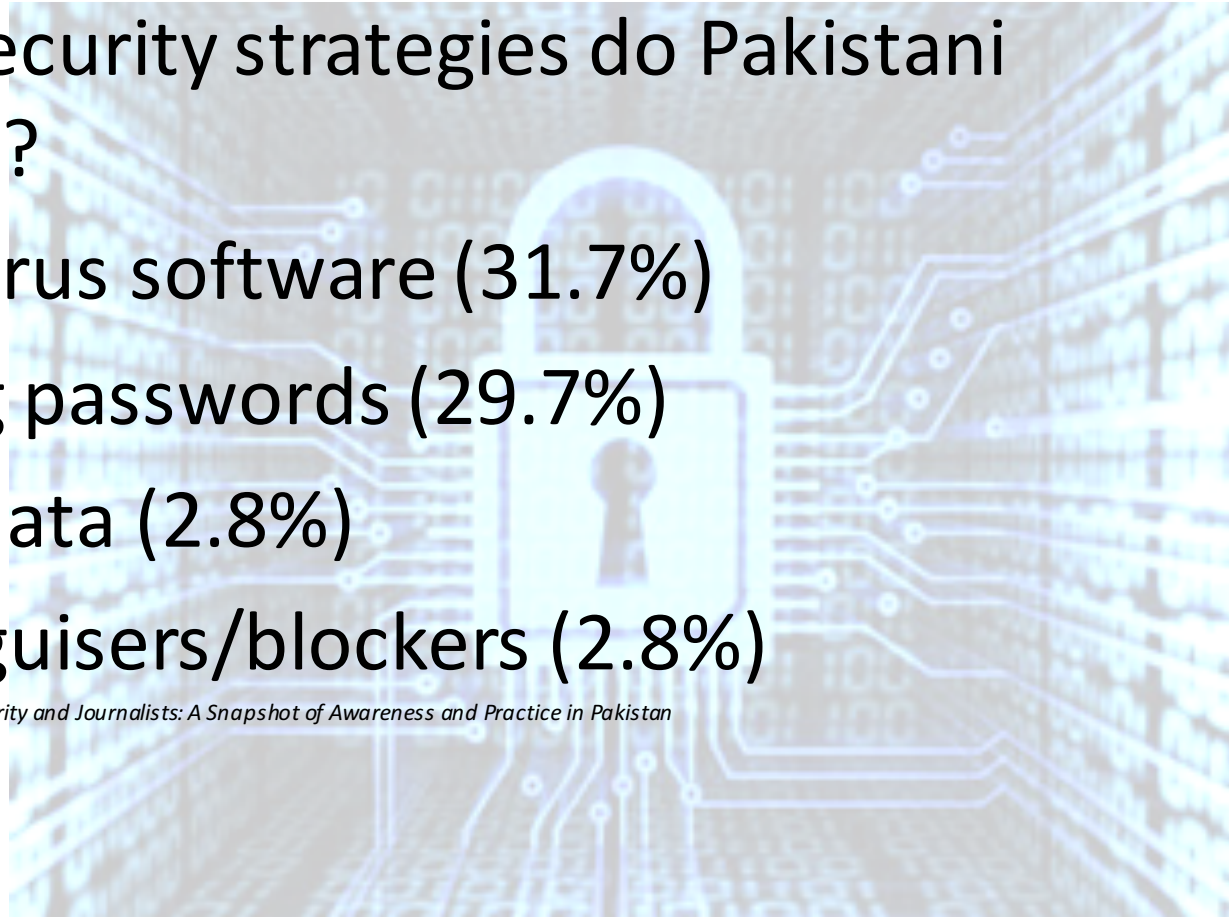 ecurity strategies do Pakistani
?
rus software (31.7%)
g passwords (29.7%)
ata (2.8%)
guisers/blockers (2.8%)
rity and Journalists: A Snapshot of Awareness and Practice in Pakistan